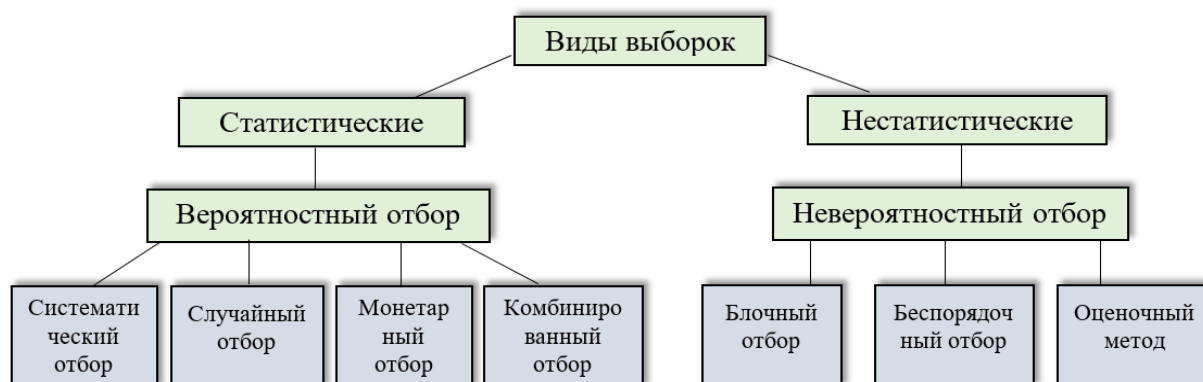 Виды выборок
Статистические
Нестатистические
Вероятностный отбор
Невероятностный отбор
Системати
ческий
отбор
Случайный
отбор
Монетар
ный
отбор
Комбиниро
ванный
отбор
Блочный
отбор
Беспорядоч
ный отбор
Оценочный
метод